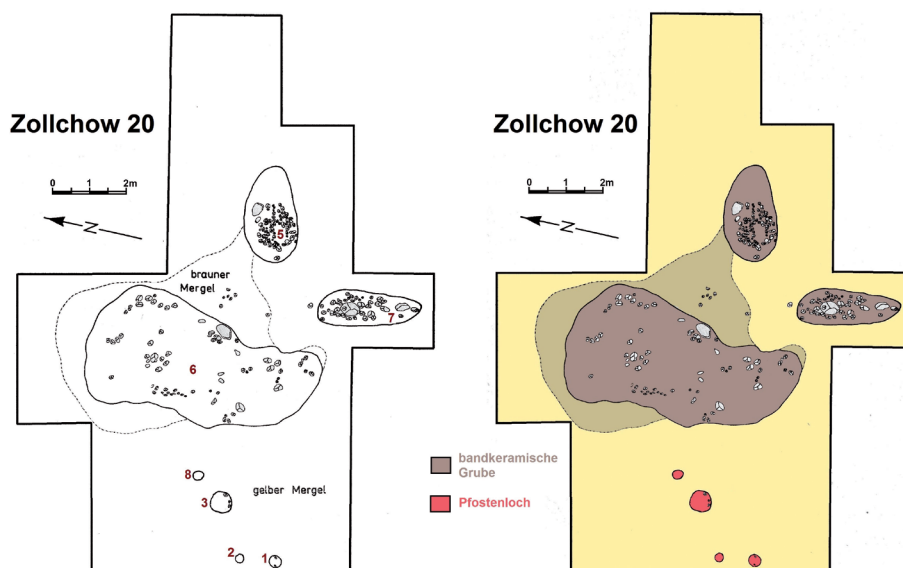 Zollchow 20
0 1 2m
N
5
brauner
Mergel
7
6
8
3
gelber Mergel
2
1
Zollchow 20
0 1 2m
N
bandkeramische
Grube
Pfostenloch